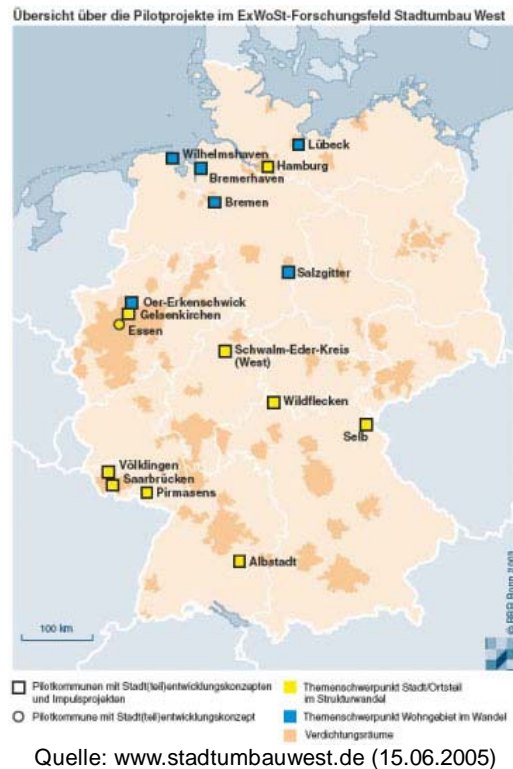 Übersicht über die Pilotprojekte im ExWoSt-Forschungsfeld Stadtumbau West
Lübeck
Wilhelmshaven
Hamburg
Bremerhaven
Bremen
Salzgitter
Oer-Erkenschwick
Gelsenkirchen
Essen
Schwalm-Eder-Kreis
(West)
Wildflecken
Selb
Völklingen
Saarbrücken
Pirmasens
Albstadt
100 km
© BBR Bonn 2003
Pilotkommunen mit Stadt(teil)entwicklungskonzepten
und Impulsprojekten
Pilotkommune mit Stadt(teil)entwicklungskonzept
Themenschwerpunkt Stadt/Ortsteil
im Strukturwandel
Themenschwerpunkt Wohngebiet im Wandel
Verdichtungsräume
Quelle: www.stadtumbauwest.de (15.06.2005)